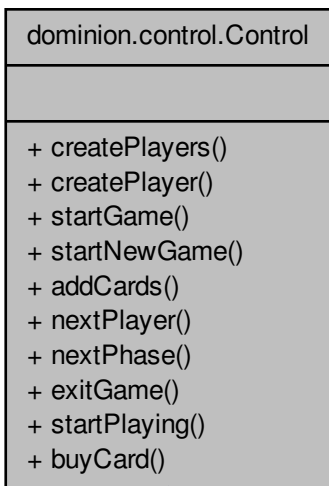 dominion.control.Control
+ createPlayers()
+ createPlayer()
+ startGame()
+ startNewGame()
+ addCards()
+ nextPlayer()
+ nextPhase()
+ exitGame()
+ startPlaying()
+ buyCard()